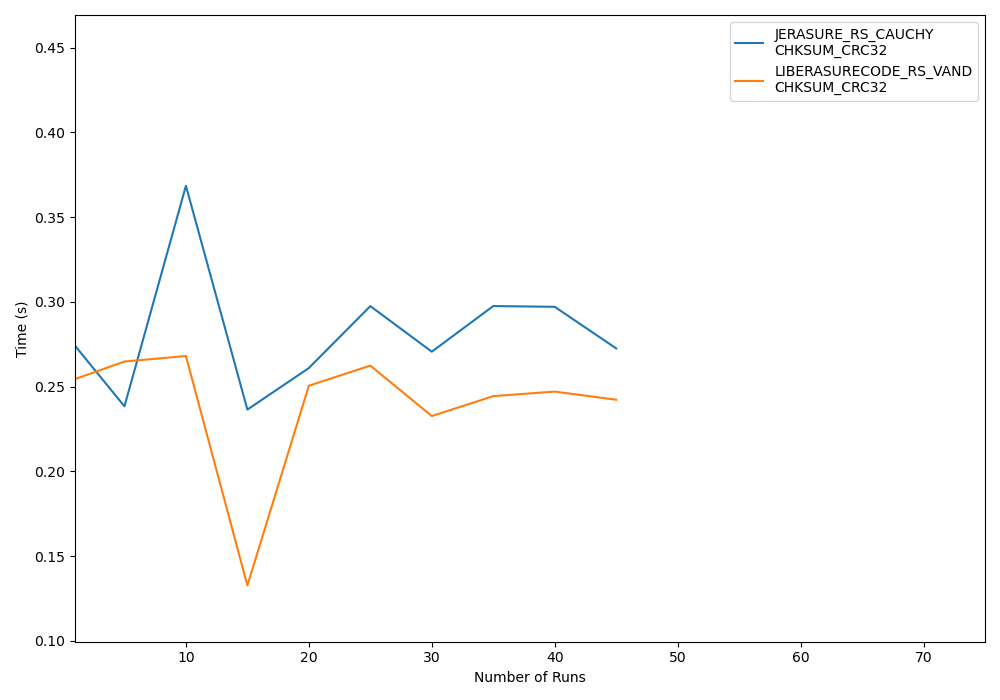 JERASURE_RS_CAUCHY
CHKSUM_CRC32
LIBERASURECODE_RS_VAND
CHKSUM_CRC32
0.45
0.40
0.35
0.30
0.25
0.20
0.15
0.10
Time (s)
10 20 30 40 50 60 70
Number of Runs